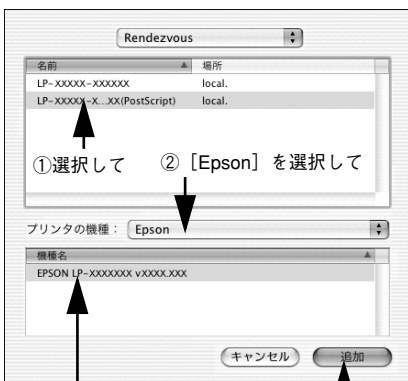 Rendezvous
名前 場所
LP-XXXXX-XXXXXX local.
LP-XXXXX-X...XX(PostScript) local.
①選択して ②［Epson］を選択して
プリンタの機種： Epson
機種名
EPSON LP-XXXXXXX vXXXX.XXX
キャンセル 追加